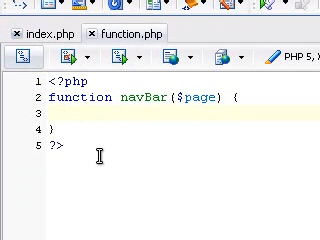 index.php function.php
PHP 5,
1 <?php
2 function navBar($page) {
3
4 }
5 ?>